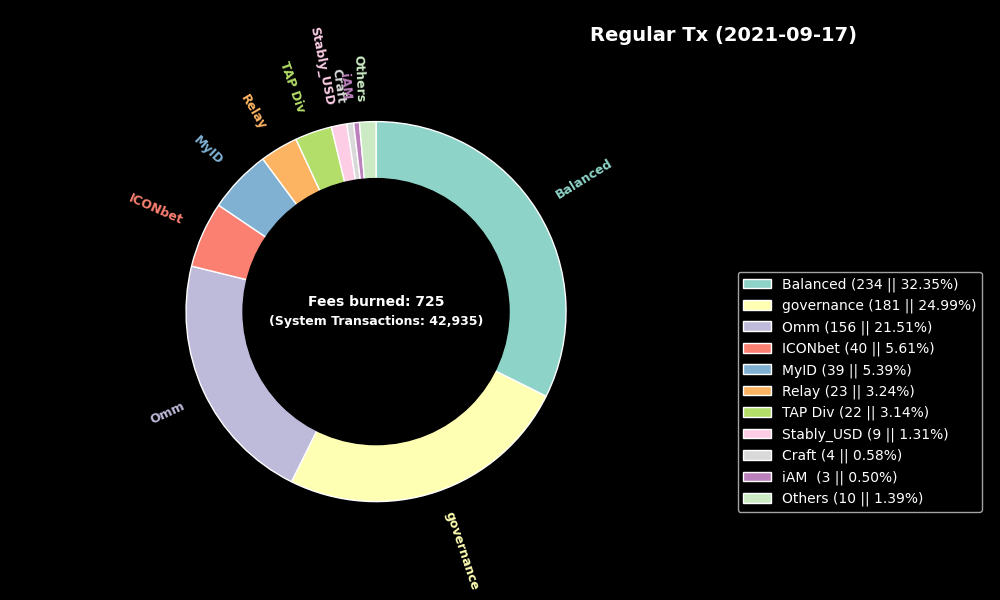 Regular Tx (2021-09-17)
Others
iAM
Craft
Stably_USD
TAP Div
Relay
MyID
ICONbet
Omm
governance
Balanced
Fees burned: 725
(System Transactions: 42,935)
Balanced (234 || 32.35%)
governance (181 || 24.99%)
Omm (156 || 21.51%)
ICONbet (40 || 5.61%)
MyID (39 || 5.39%)
Relay (23 || 3.24%)
TAP Div (22 || 3.14%)
Stably_USD (9 || 1.31%)
Craft (4 || 0.58%)
iAM  (3 || 0.50%)
Others (10 || 1.39%)